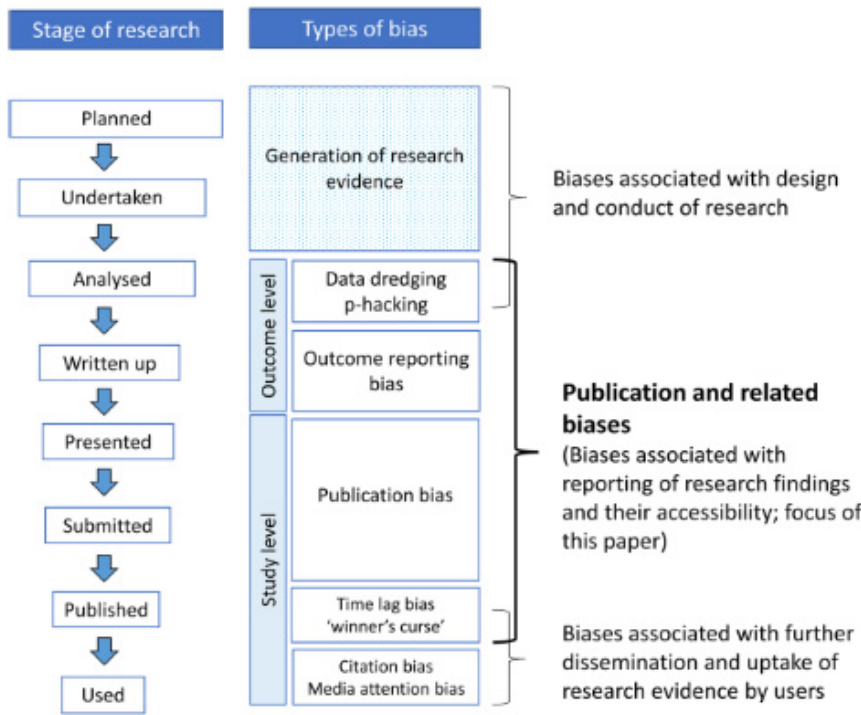 Stage of research
Types of bias
Planned
Undertaken
Analysed
Written up
Presented
Submitted
Published
Used
Generation of research
evidence
Outcome level
Data dredging
p-hacking
Outcome reporting
bias
Study level
Publication bias
Time lag bias
‘winner’s curse’
Citation bias
Media attention bias
Biases associated with design
and conduct of research
Publication and related
biases
(Biases associated with
reporting of research findings
and their accessibility; focus of
this paper)
Biases associated with further
dissemination and uptake of
research evidence by users